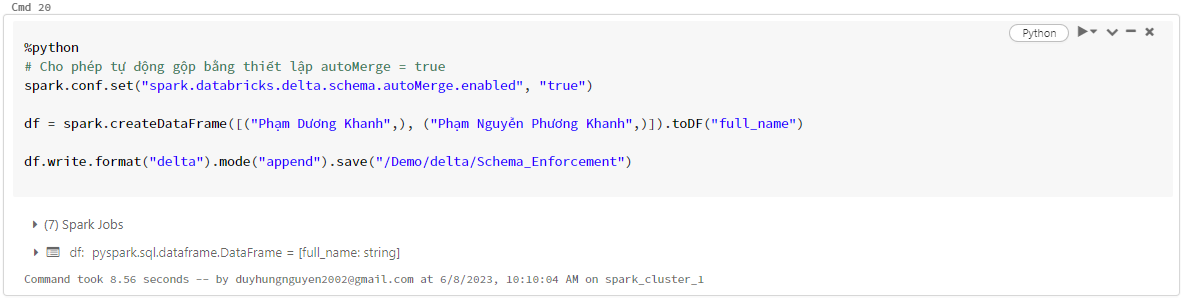 Cmd 20
Python
%python
# Cho phép tự động gộp bằng thiết lập autoMerge = true
spark.conf.set("spark.databricks.delta.schema.autoMerge.enabled", "true")
df = spark.createDataFrame([("Phạm Dương Khanh",), ("Phạm Nguyễn Phương Khanh",)]).toDF("full_name")
df.write.format("delta").mode("append").save("/Demo/delta/Schema_Enforcement")
(7) Spark Jobs
df: pyspark.sql.dataframe.DataFrame = [full_name: string]
Command took 8.56 seconds -- by duyhungnguyen2002@gmail.com at 6/8/2023, 10:10:04 AM on spark_cluster_1